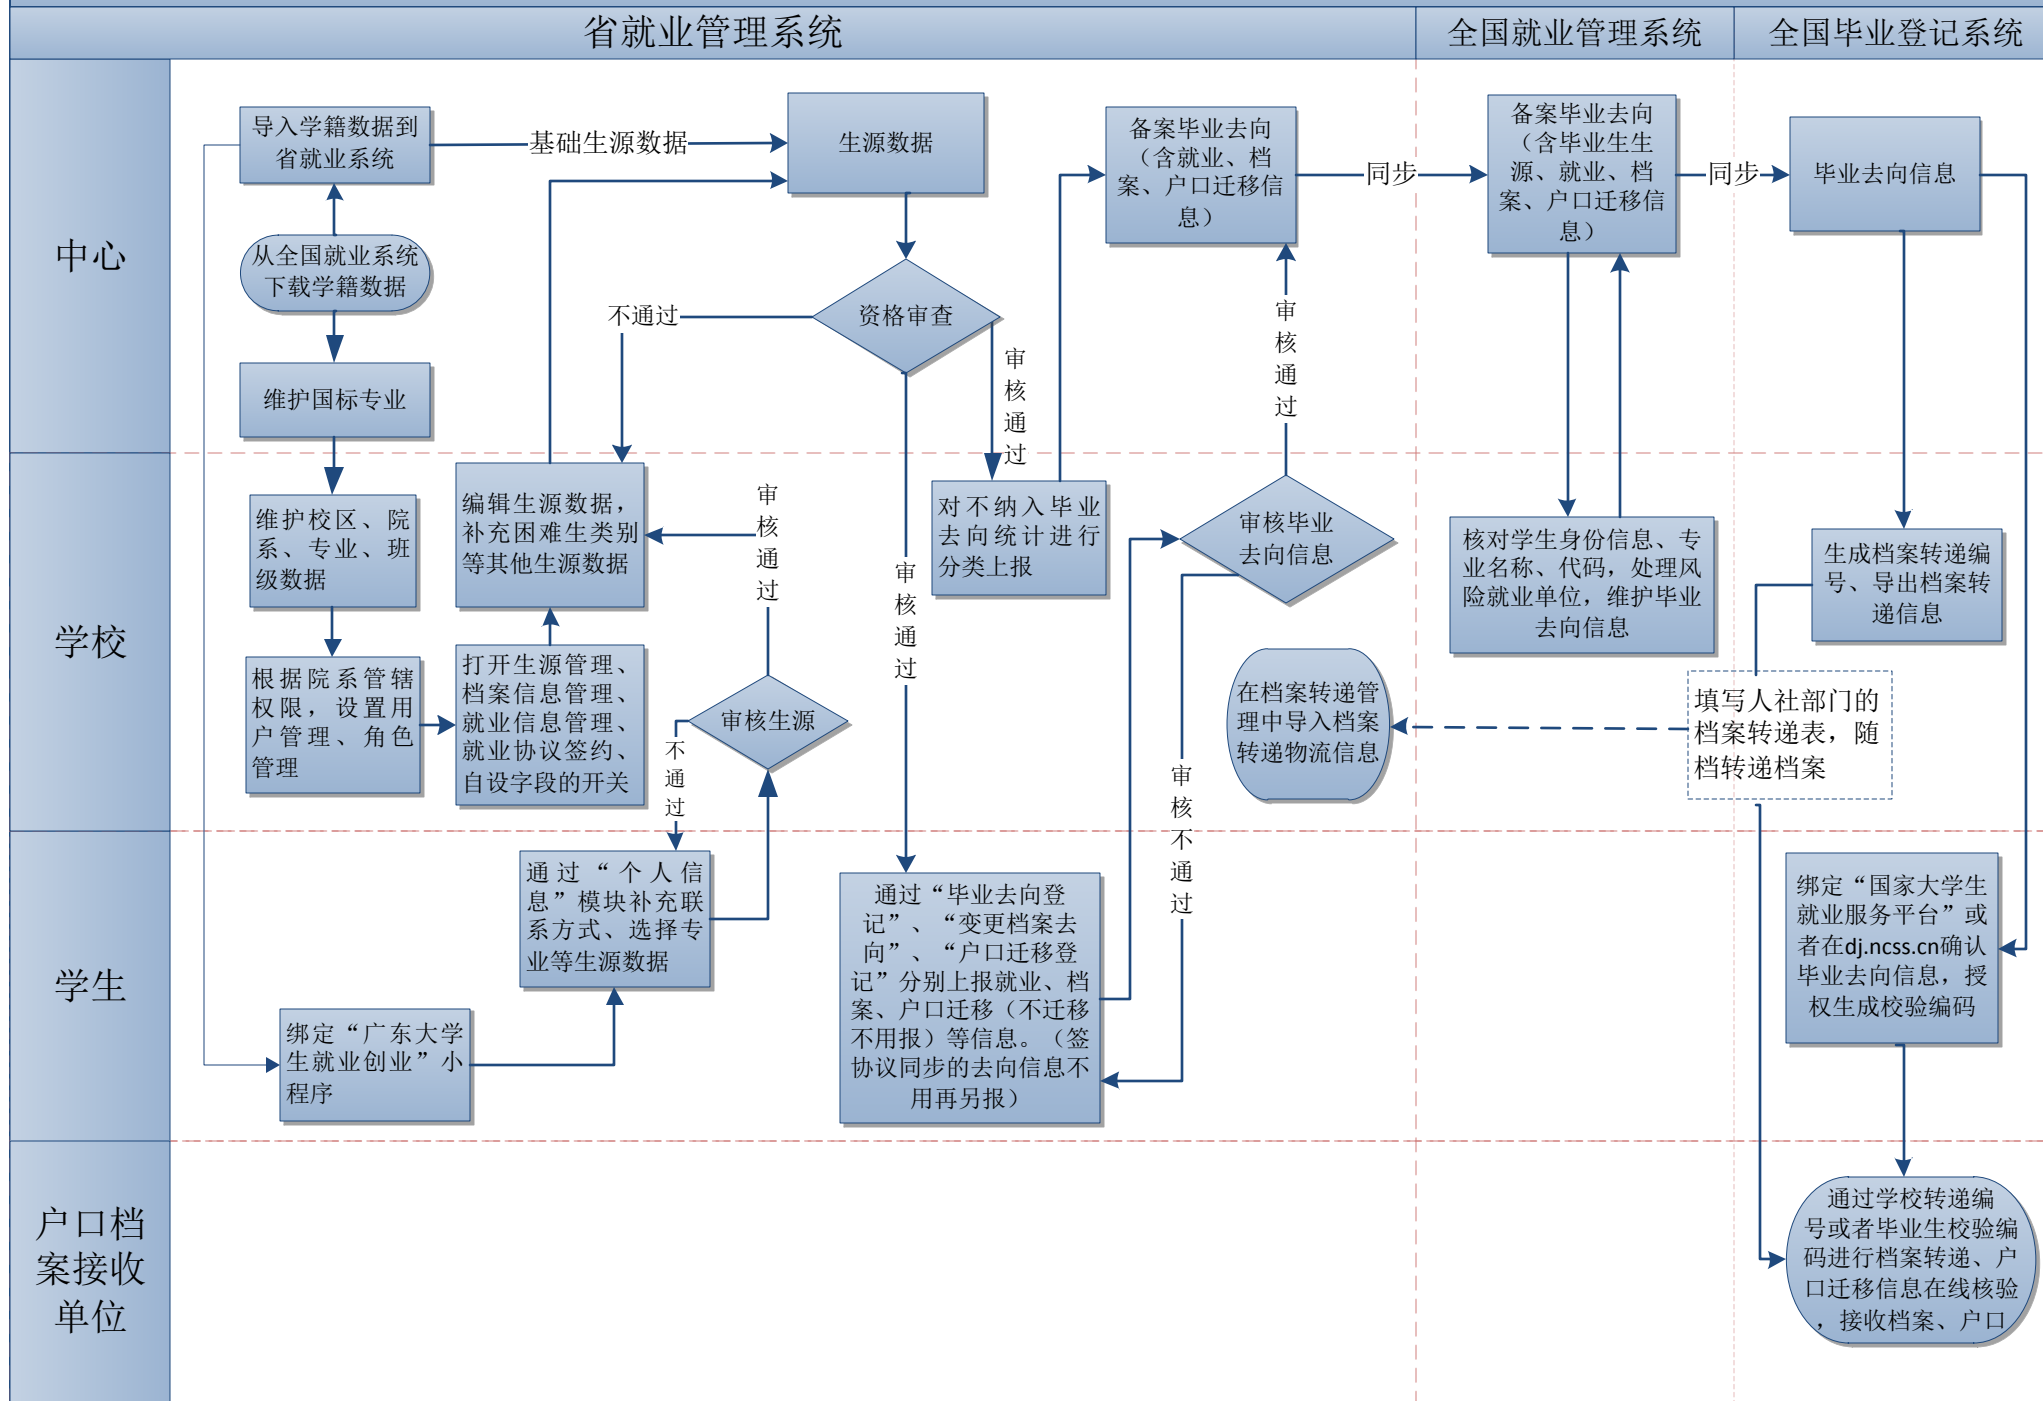 省就业管理系统
全国就业管理系统
全国毕业登记系统
中心
导入学籍数据到
省就业系统
基础生源数据
生源数据
备案毕业去向
（含就业、档
案、户口迁移信
息）
同步
备案毕业去向
（含毕业生生
源、就业、档
案、户口迁移信
息）
同步
毕业去向信息
从全国就业系统
下载学籍数据
不通过
资格审查
审核通过
审核通过
维护国标专业
学校
维护校区、院
系、专业、班
级数据
编辑生源数据，
补充困难生类别
等其他生源数据
审核通过
审核通过
对不纳入毕业
去向统计进行
分类上报
审核毕业
去向信息
核对学生身份信息、专
业名称、代码，处理风
险就业单位，维护毕业
去向信息
生成档案转递编
号、导出档案转
递信息
根据院系管辖
权限，设置用
户管理、角色
管理
打开生源管理、
档案信息管理、
就业信息管理、
就业协议签约、
自设字段的开关
审核生源
不通过
审核不通过
在档案转递管
理中导入档案
转递物流信息
填写人社部门的
档案转递表，随
档转递档案
学生
通过“个人信
息”模块补充联
系方式、选择专
业等生源数据
绑定“广东大学
生就业创业”小
程序
通过“毕业去向登
记”、“变更档案去
向”、“户口迁移登
记”分别上报就业、档
案、户口迁移（不迁移
不用报）等信息。（签
协议同步的去向信息不
用再另报）
绑定“国家大学生
就业服务平台”或
者在dj.ncss.cn确认
毕业去向信息，授
权生成校验编码
户口档
案接收
单位
通过学校转递编
号或者毕业生校验编
码进行档案转递、户
口迁移信息在线核验
，接收档案、户口